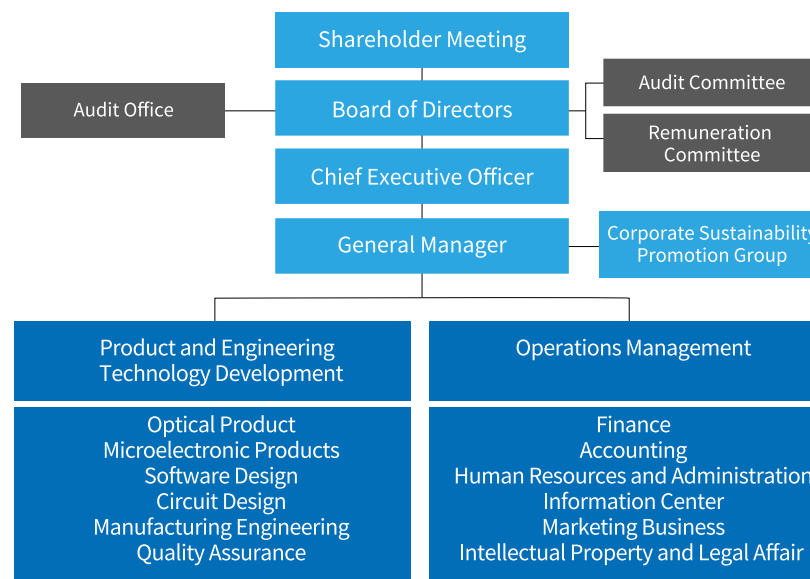 Shareholder Meeting
Audit Office
Board of Directors
Audit Committee
Remuneration
Committee
Chief Executive Officer
General Manager
Corporate Sustainability
Promotion Group
Product and Engineering
Technology Development
Operations Management
Optical Product
Microelectronic Products
Software Design
Circuit Design
Manufacturing Engineering
Quality Assurance
Finance
Accounting
Human Resources and Administration
Information Center
Marketing Business
Intellectual Property and Legal Affair